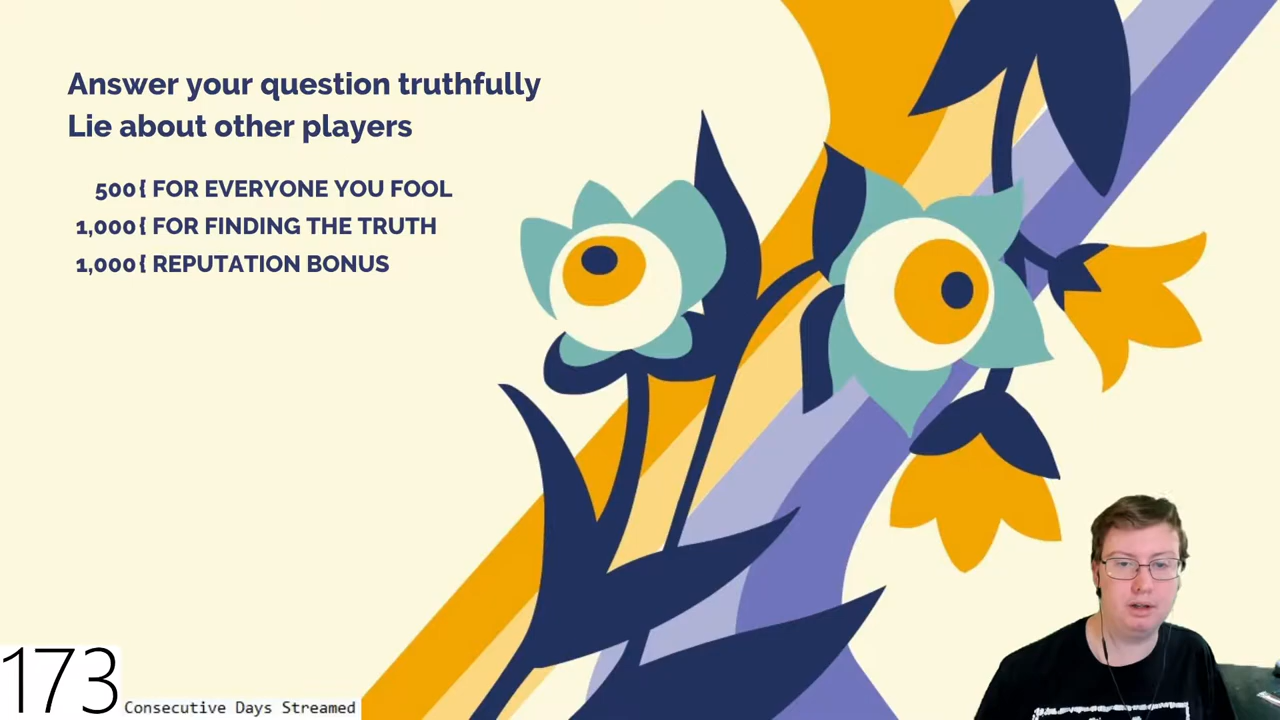 Answer your question truthfully
Lie about other players
500{ FOR EVERYONE YOU FOOL
1,000{ FOR FINDING THE TRUTH
1,000{ REPUTATION BONUS
173 Consecutive Days Streamed